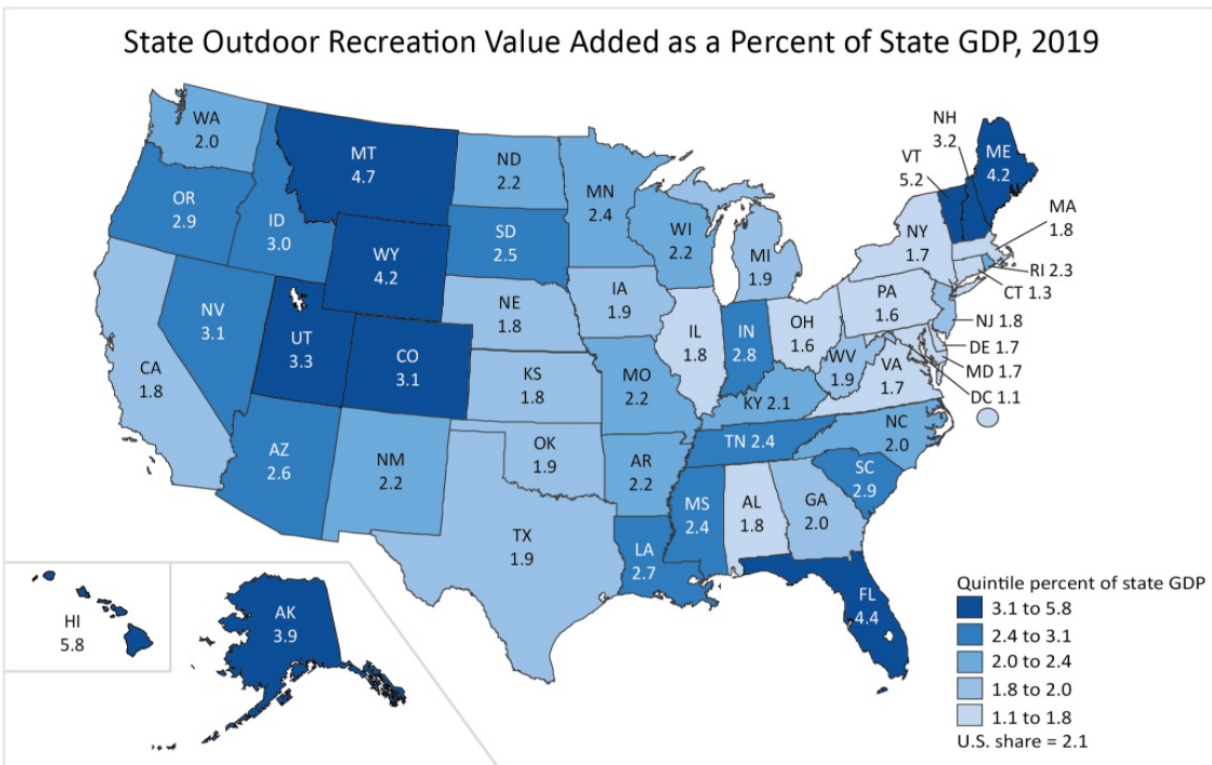 State Outdoor Recreation Value Added as a Percent of State GDP, 2019
WA
2.0
MT
4.7
ND
2.2
MN
2.4
OR
2.9
ID
3.0
WY
4.2
SD
2.5
WI
2.2
MI
1.9
NH
3.2
VT
5.2
ME
4.2
NY
1.7
MA
1.8
RI 2.3
CT 1.3
NJ 1.8
DE 1.7
MD 1.7
DC 1.1
PA
1.6
NV
3.1
UT
3.3
CO
3.1
NE
1.8
IA
1.9
IL
1.8
IN
2.8
OH
1.6
WV
1.9
VA
1.7
CA
1.8
KS
1.8
MO
2.2
KY 2.1
AZ
2.6
NM
2.2
OK
1.9
AR
2.2
TN 2.4
NC
2.0
SC
2.9
TX
1.9
LA
2.7
MS
2.4
AL
1.8
GA
2.0
FL
4.4
HI
5.8
AK
3.9
Quintile percent of state GDP
3.1 to 5.8
2.4 to 3.1
2.0 to 2.4
1.8 to 2.0
1.1 to 1.8
U.S. share = 2.1